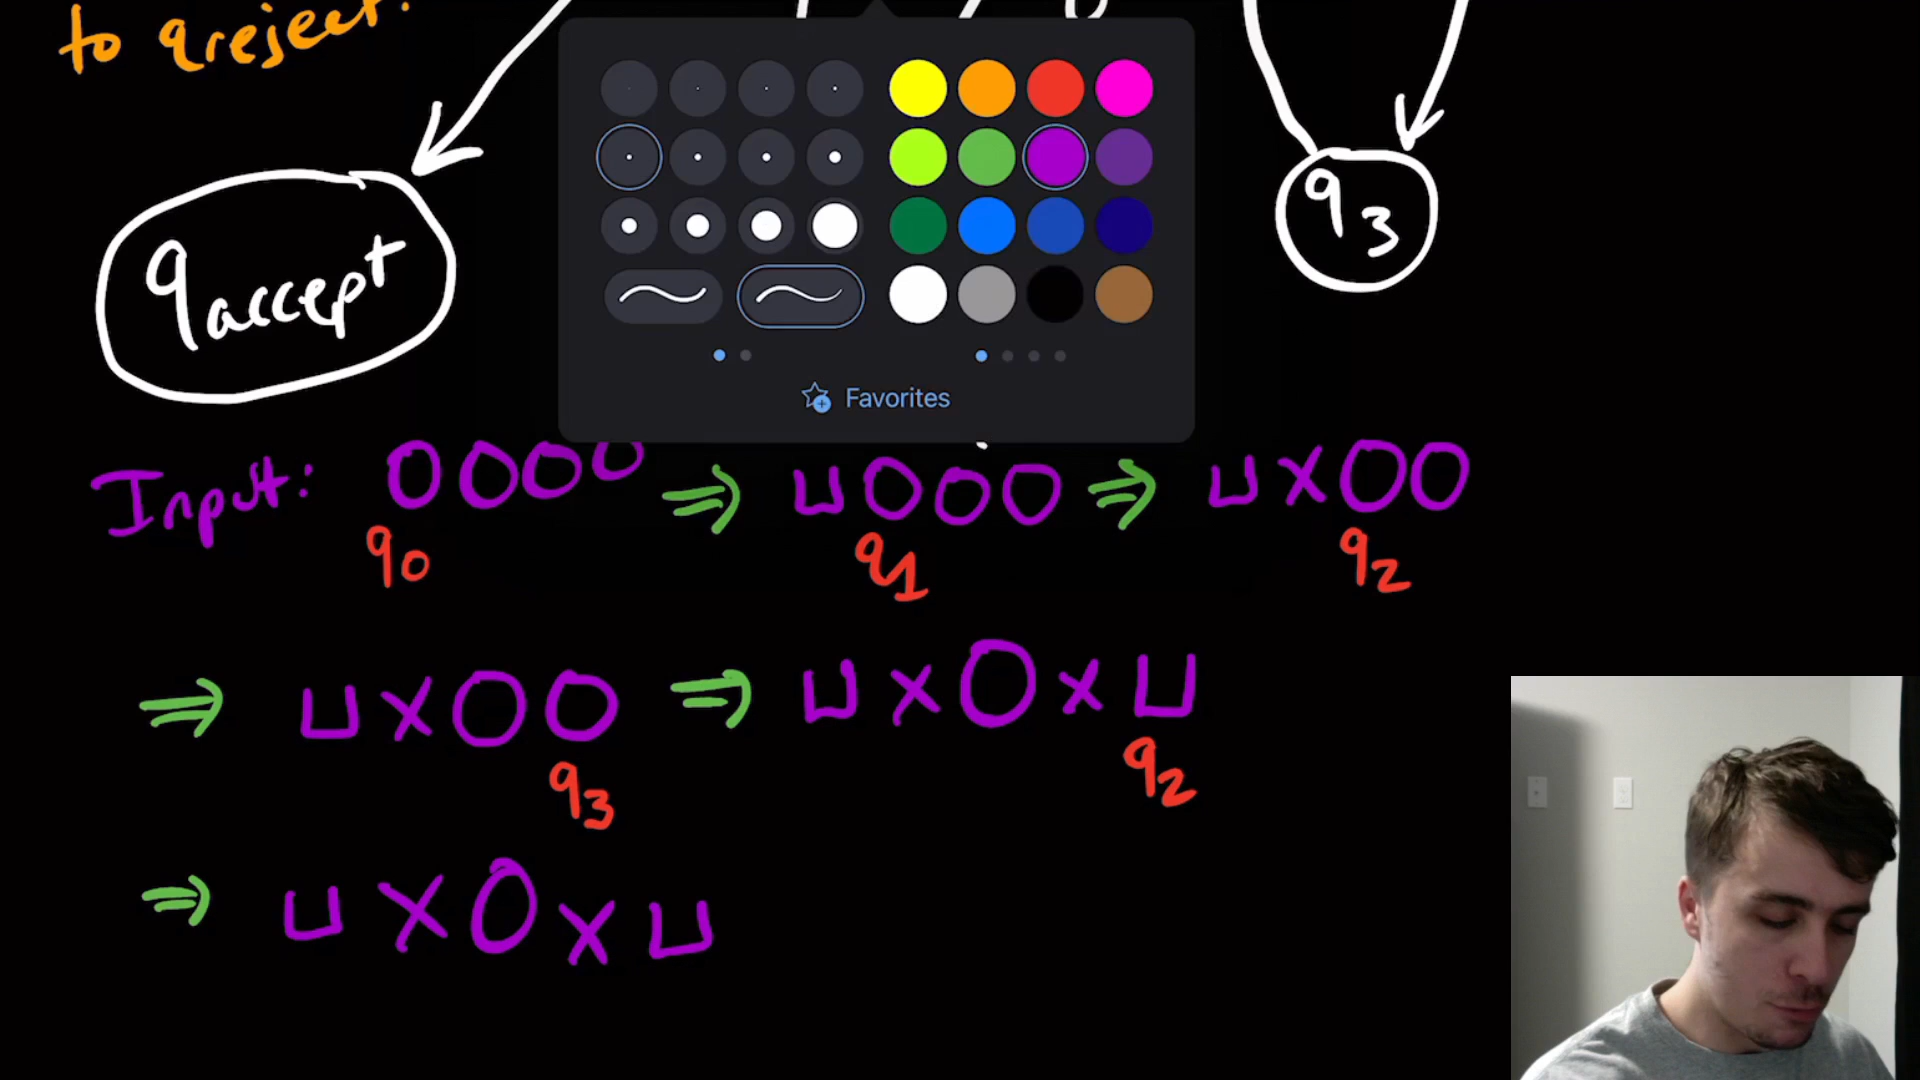 to qreject.
qaccept
q3
Favorites
Input: 0000 ⇒ ⊔000 ⇒ ⊔x00
q0 q1 q2
⇒ ⊔x00 ⇒ ⊔x0x⊔
q3 q2
⇒ ⊔x0x⊔